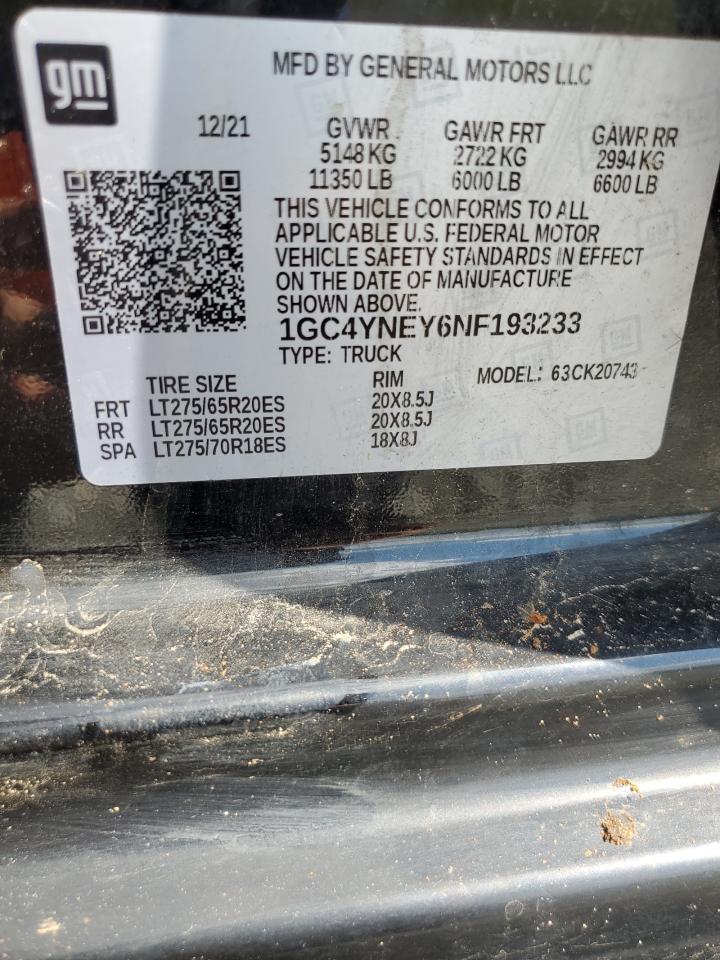 gm
MFD BY GENERAL MOTORS LLC
12/21 GVWR GAWR FRT GAWR RR
5148 KG 2722 KG 2994 KG
11350 LB 6000 LB 6600 LB
THIS VEHICLE CONFORMS TO ALL
APPLICABLE U.S. FEDERAL MOTOR
VEHICLE SAFETY STANDARDS IN EFFECT
ON THE DATE OF MANUFACTURE
SHOWN ABOVE.
1GC4YNEY6NF193233
TYPE: TRUCK MODEL: 63CK20743
TIRE SIZE RIM
FRT LT275/65R20ES 20X8.5J
RR LT275/65R20ES 20X8.5J
SPA LT275/70R18ES 18X8J